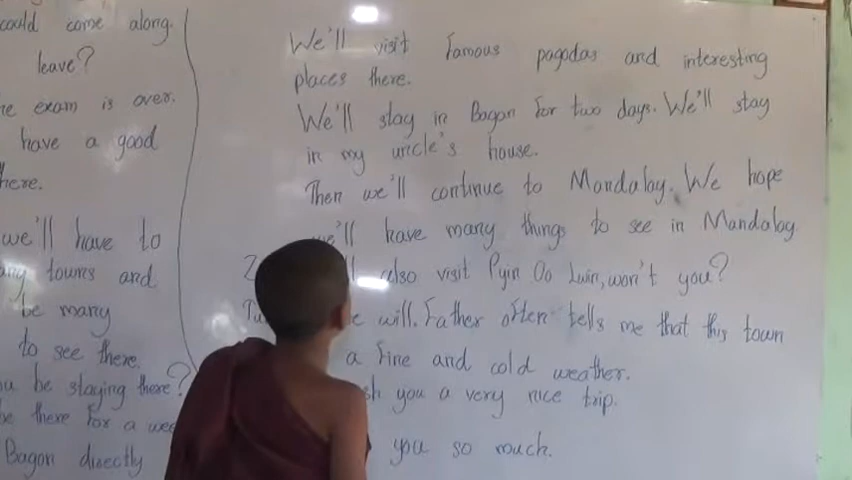 could come along.
leave?
exam is over.
have a good
here.
we'll have to
towns and
be many
to see there.
be staying there?
be there for a
Bagan directly
We'll visit famous pagodas and interesting
places there.
We'll stay in Bagan for two days. We'll stay
in my uncle's house.
Then we'll continue to Mandalay. We hope
we'll have many things to see in Mandalay.
also visit Pyin Oo Lwin, won't you?
will. Father often tells me that this town
a fine and cold weather.
you a very nice trip.
you so much.